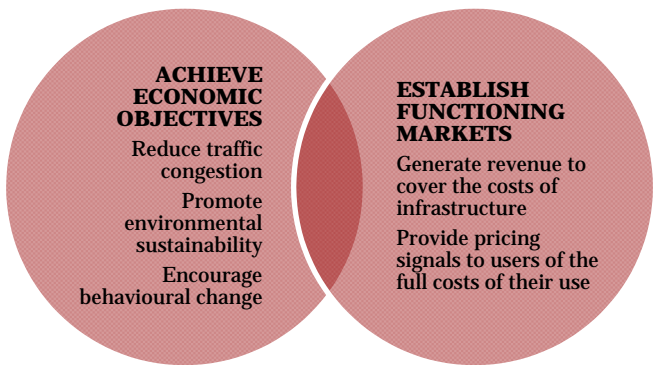 ACHIEVE
ECONOMIC
OBJECTIVES
Reduce traffic
congestion
Promote
environmental
sustainability
Encourage
behavioural change
ESTABLISH
FUNCTIONING
MARKETS
Generate revenue to
cover the costs of
infrastructure
Provide pricing
signals to users of the
full costs of their use